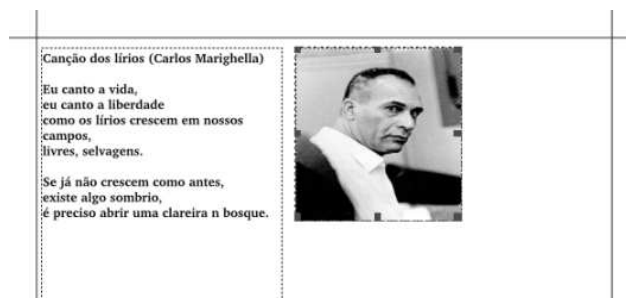 Canção dos lírios (Carlos Marighella)
Eu canto a vida,
eu canto a liberdade
como os lírios crescem em nossos
campos,
livres, selvagens.
Se já não crescem como antes,
existe algo sombrio,
é preciso abrir uma clareira n bosque.